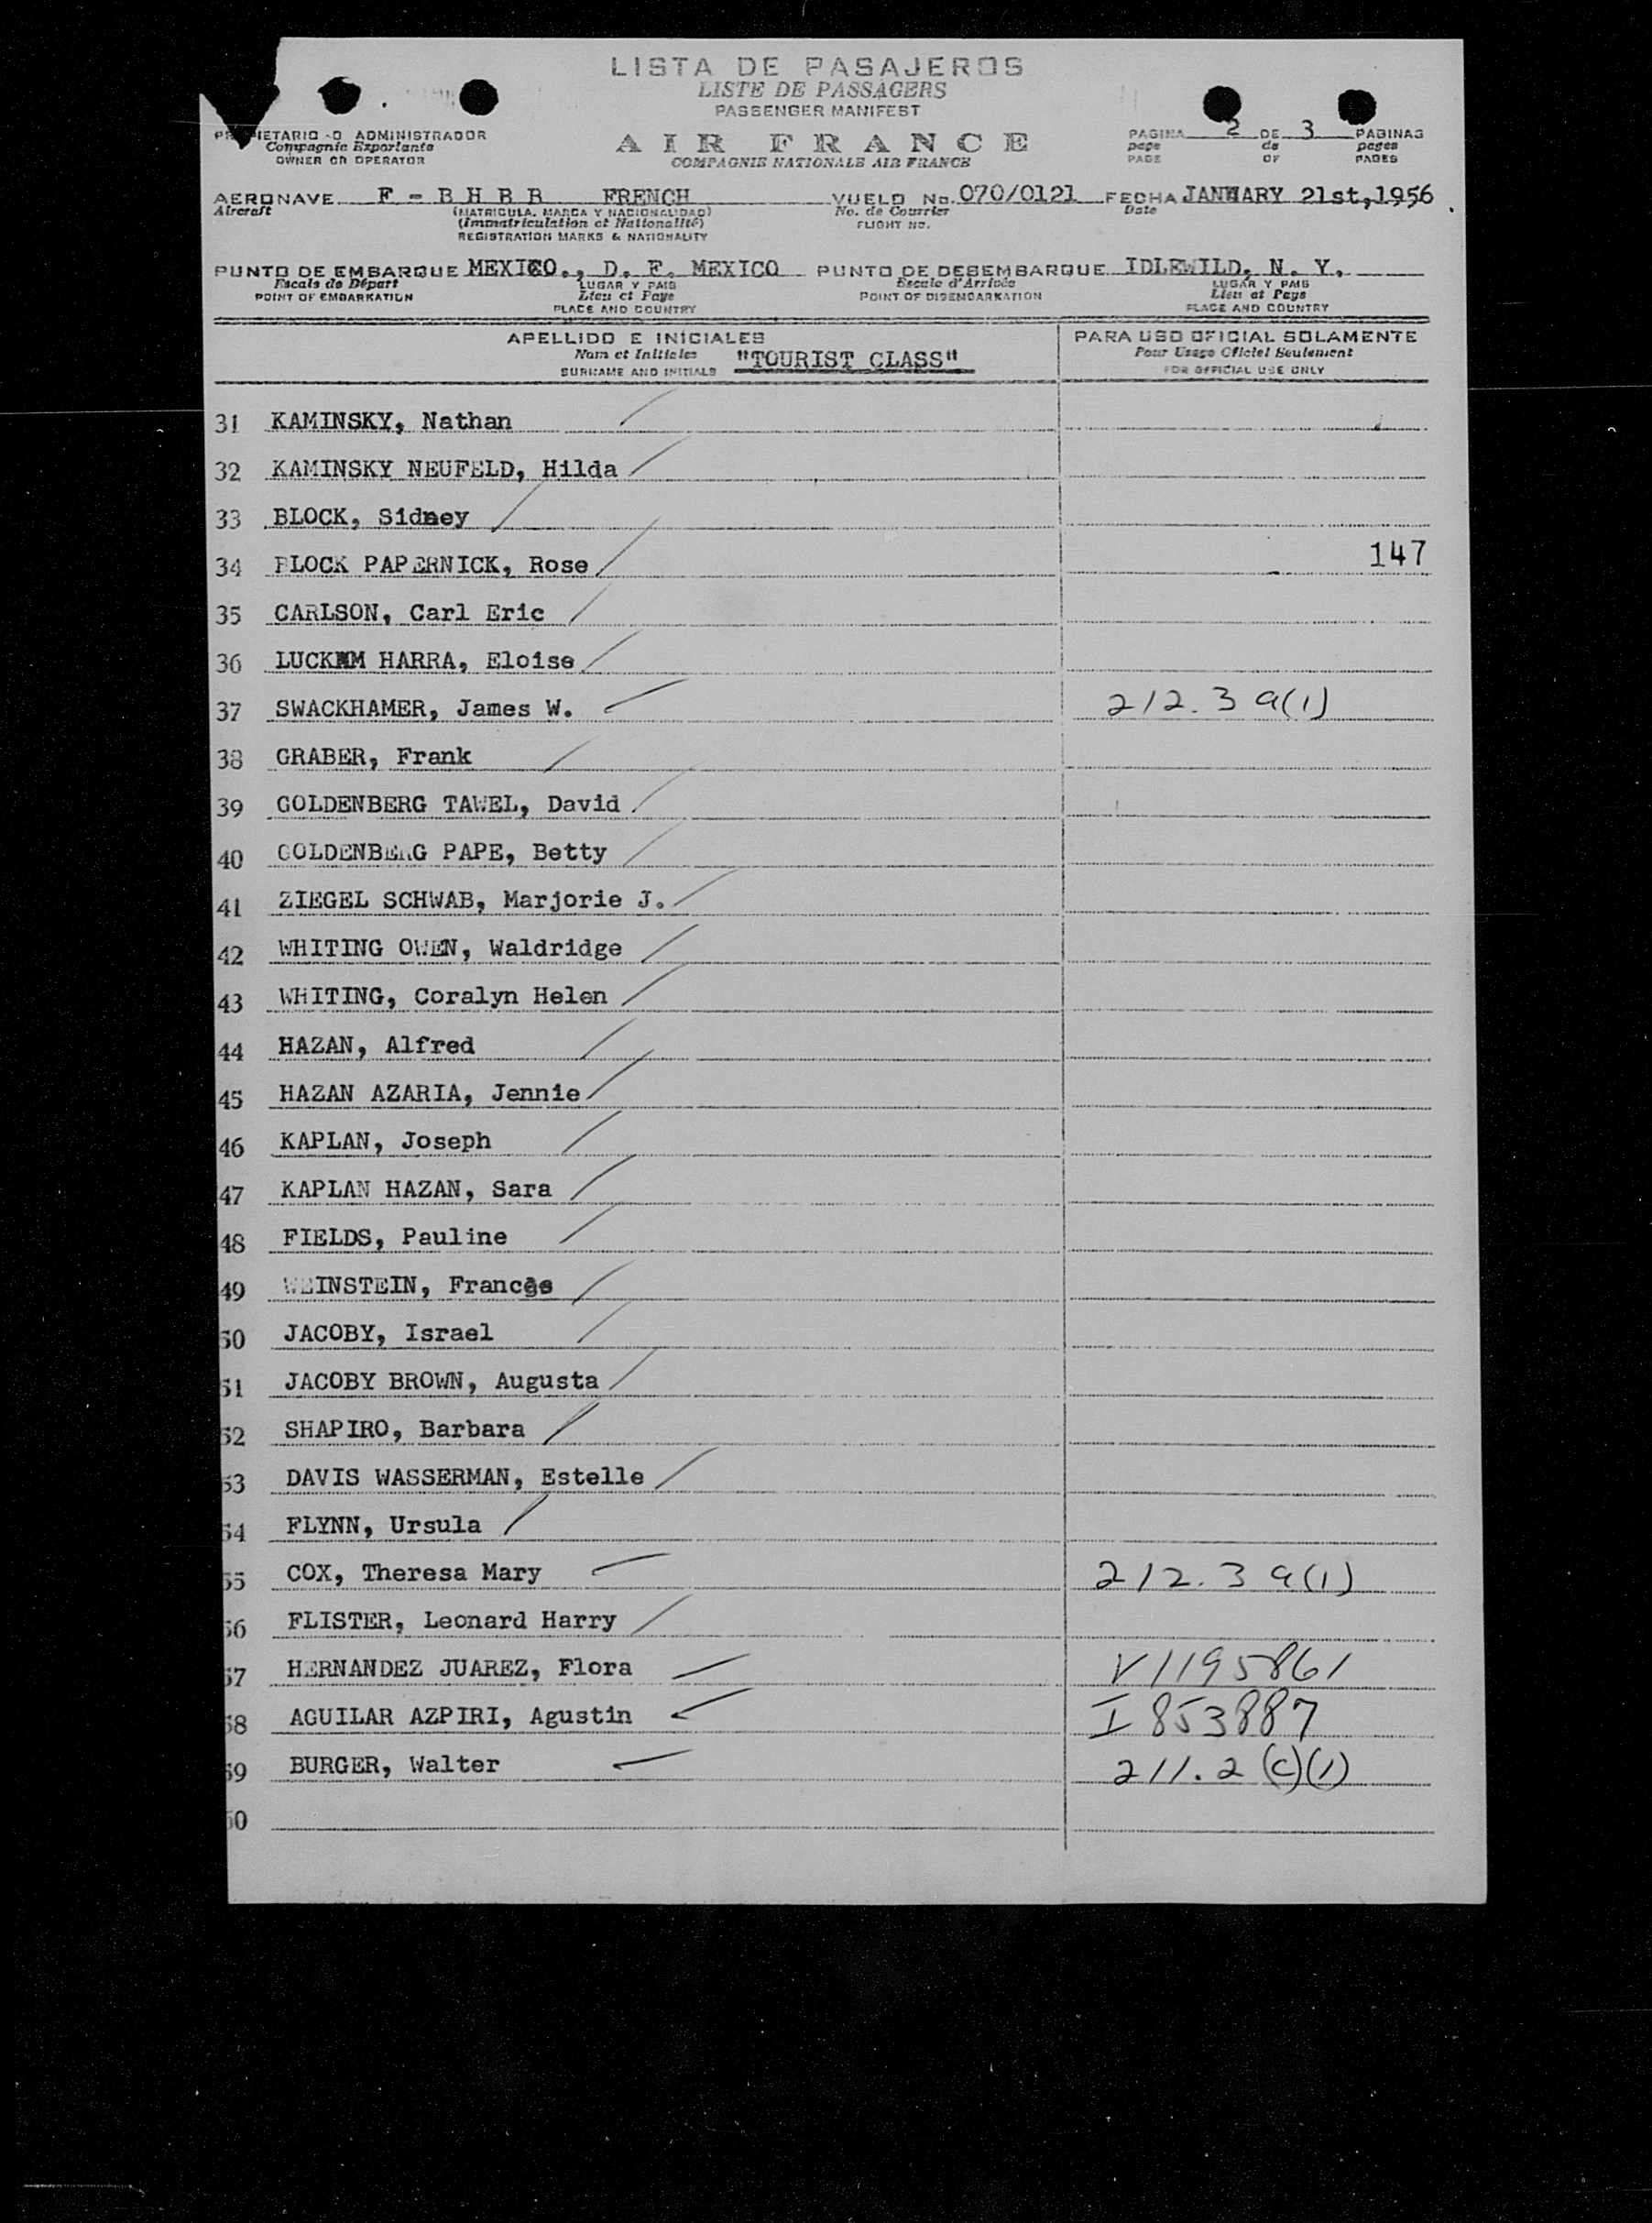 LISTA DE PASAJEROS
LISTE DE PASSAGERS
PASSENGER MANIFEST
AIR FRANCE
COMPAGNIE NATIONALE AIR FRANCE
O ADMINISTRADOR
Compagnie Exportante
OWNER OR OPERATOR
PAGINA 2 DE 3 PAGINAS
page de pages
PAGE OF PAGES
AERONAVE F - B H B B FRENCH VUELO No. 070/0121 FECHA JANUARY 21st, 1956
Aircraft (MATRICULA, MARCA Y NACIONALIDAD) No. de Courrier Date
(Immatriculation et Nationalité) FLIGHT NO.
REGISTRATION MARKS & NATIONALITY
PUNTO DE EMBARQUE MEXICO., D. F. MEXICO PUNTO DE DESEMBARQUE IDLEWILD, N. Y.
Escale de Départ LUGAR Y PAIS Escale d'Arrivée LUGAR Y PAIS
POINT OF EMBARKATION Lieu et Pays POINT OF DISEMBARKATION Lieu et Pays
PLACE AND COUNTRY PLACE AND COUNTRY
APELLIDO E INICIALES PARA USO OFICIAL SOLAMENTE
Nom et Initiales "TOURIST CLASS" Pour Usage Officiel Seulement
SURNAME AND INITIALS FOR OFFICIAL USE ONLY
31 KAMINSKY, Nathan
32 KAMINSKY NEUFELD, Hilda
33 BLOCK, Sidney
34 BLOCK PAPERNICK, Rose 147
35 CARLSON, Carl Eric
36 HARRA, Eloise
37 SWACKHAMER, James W. 212.3 a(1)
38 GRABER, Frank
39 GOLDENBERG TAWEL, David
40 GOLDENBERG PAPE, Betty
41 ZIEGEL SCHWAB, Marjorie J.
42 WHITING OWEN, Waldridge
43 WHITING, Coralyn Helen
44 HAZAN, Alfred
45 HAZAN AZARIA, Jennie
46 KAPLAN, Joseph
47 KAPLAN HAZAN, Sara
48 FIELDS, Pauline
49 WEINSTEIN, Frances
50 JACOBY, Israel
51 JACOBY BROWN, Augusta
52 SHAPIRO, Barbara
53 DAVIS WASSERMAN, Estelle
54 FLYNN, Ursula
55 COX, Theresa Mary 212.3 a(1)
56 FLISTER, Leonard Harry
57 HERNANDEZ JUAREZ, Flora V1195861
58 AGUILAR AZPIRI, Agustin I 853887
59 BURGER, Walter 211.2 (c)(1)
60